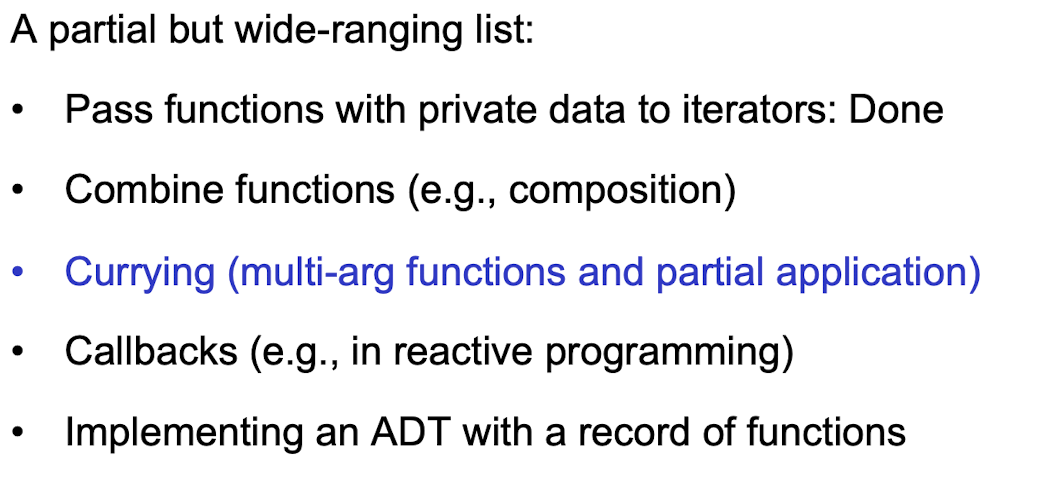 A partial but wide-ranging list:
• Pass functions with private data to iterators: Done
• Combine functions (e.g., composition)
• Currying (multi-arg functions and partial application)
• Callbacks (e.g., in reactive programming)
• Implementing an ADT with a record of functions